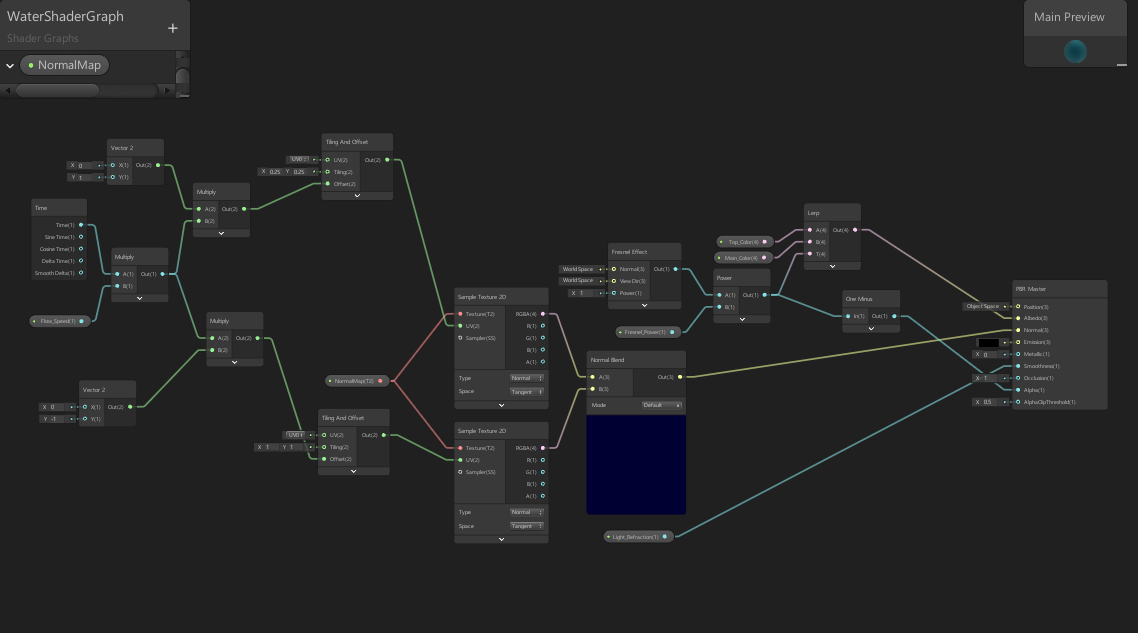 WaterShaderGraph
Shader Graphs
NormalMap
Main Preview
Vector 2
X 0 X(1) Out(2)
Y 1 Y(1)
Time
Time(1)
Sine Time(1)
Cosine Time(1)
Delta Time(1)
Smooth Delta(1)
Multiply
A(1) Out(1)
B(1)
Flow_Speed(1)
Multiply
A(2) Out(2)
B(2)
Tiling And Offset
UV0 UV(2) Out(2)
X 0.25 Y 0.25 Tiling(2)
Offset(2)
Multiply
A(2) Out(2)
B(2)
Vector 2
X 0 X(1) Out(2)
Y -1 Y(1)
NormalMap(T2)
Tiling And Offset
UV0 UV(2) Out(2)
X 1 Y 1 Tiling(2)
Offset(2)
Sample Texture 2D
Texture(T2) RGBA(4)
UV(2) R(1)
Sampler(SS) G(1)
B(1)
A(1)
Type Normal
Space Tangent
Sample Texture 2D
Texture(T2) RGBA(4)
UV(2) R(1)
Sampler(SS) G(1)
B(1)
A(1)
Type Normal
Space Tangent
Fresnel Effect
World Space Normal(3) Out(1)
World Space View Dir(3)
X 1 Power(1)
Fresnel_Power(1)
Normal Blend
A(3) Out(3)
B(3)
Mode Default
Light_Refraction(1)
Top_Color(4)
Main_Color(4)
Power
A(1) Out(1)
B(1)
Lerp
A(4) Out(4)
B(4)
T(4)
One Minus
In(1) Out(1)
PBR Master
Object Space Position(3)
Albedo(3)
Normal(3)
Emission(3)
X 0 Metallic(1)
Smoothness(1)
X 1 Occlusion(1)
Alpha(1)
X 0.5 AlphaClipThreshold(1)